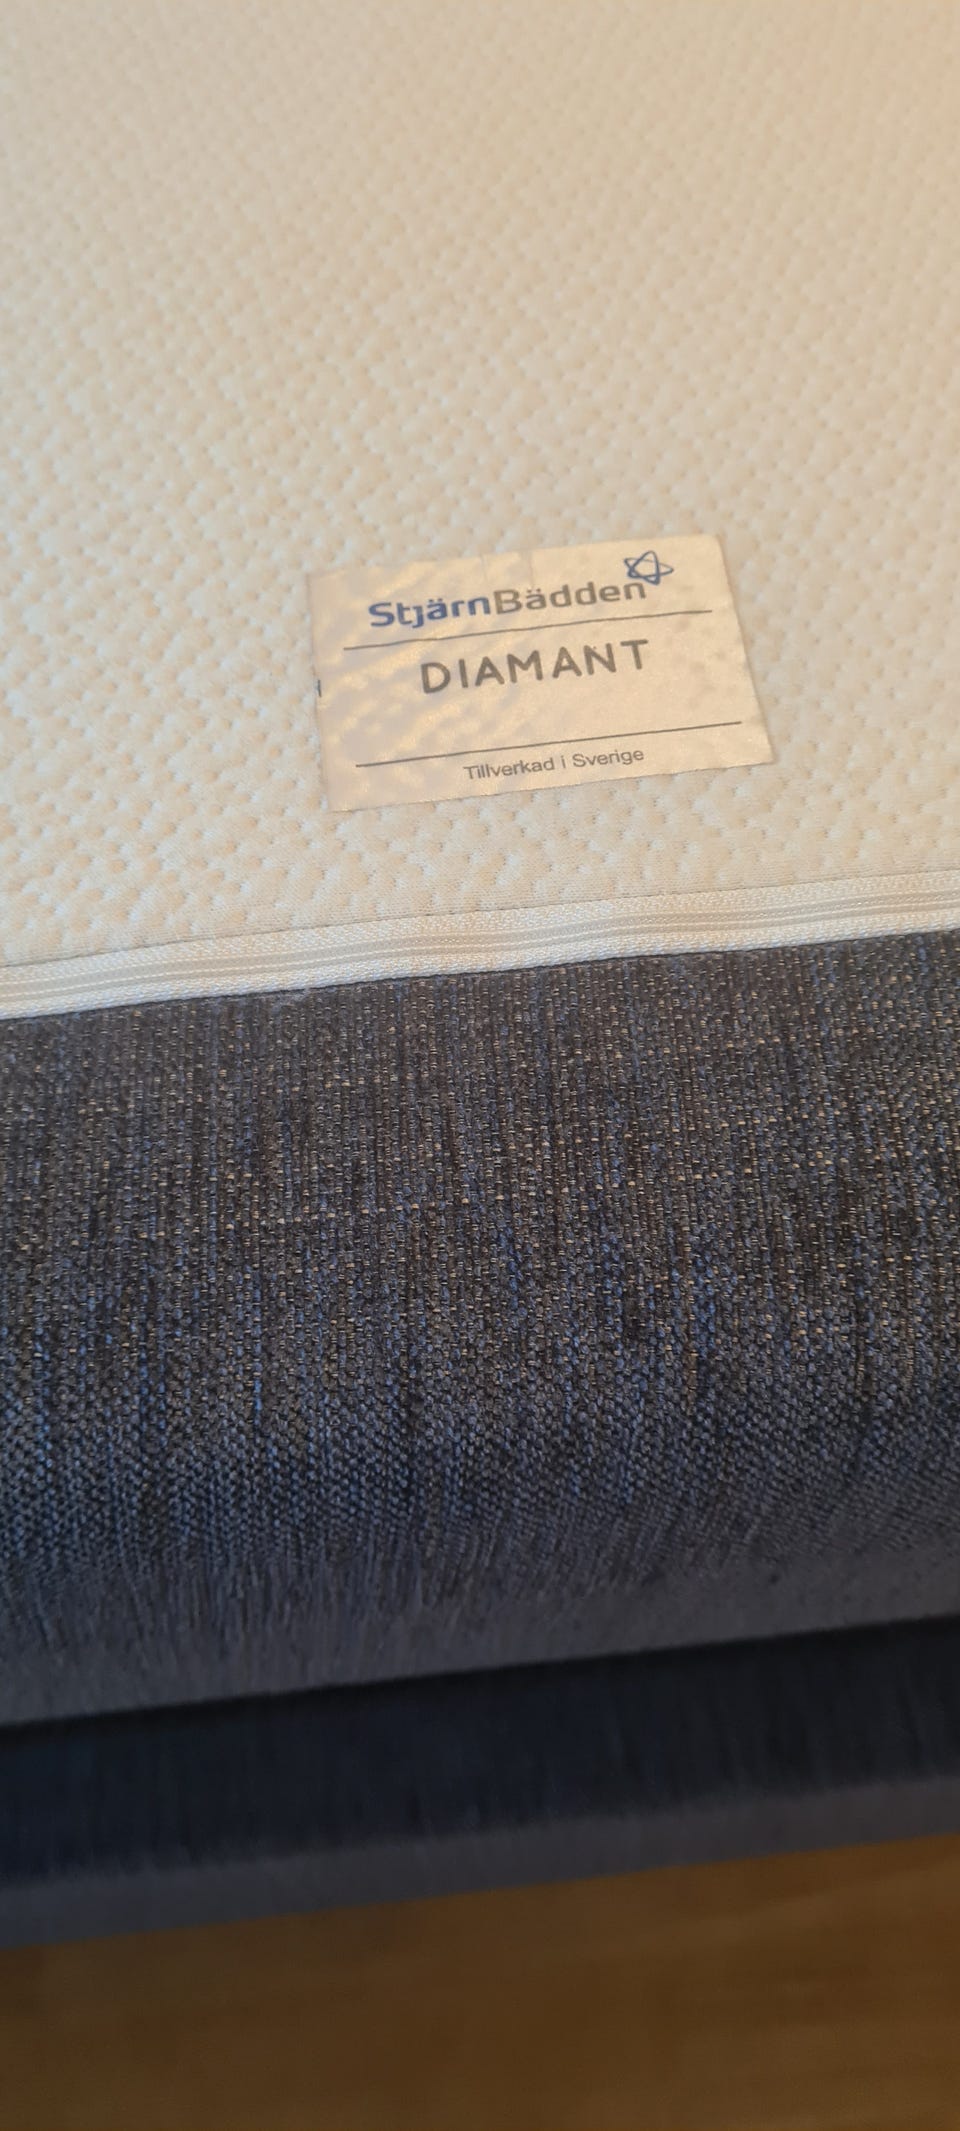 StjärnBädden
DIAMANT
Tillverkad i Sverige